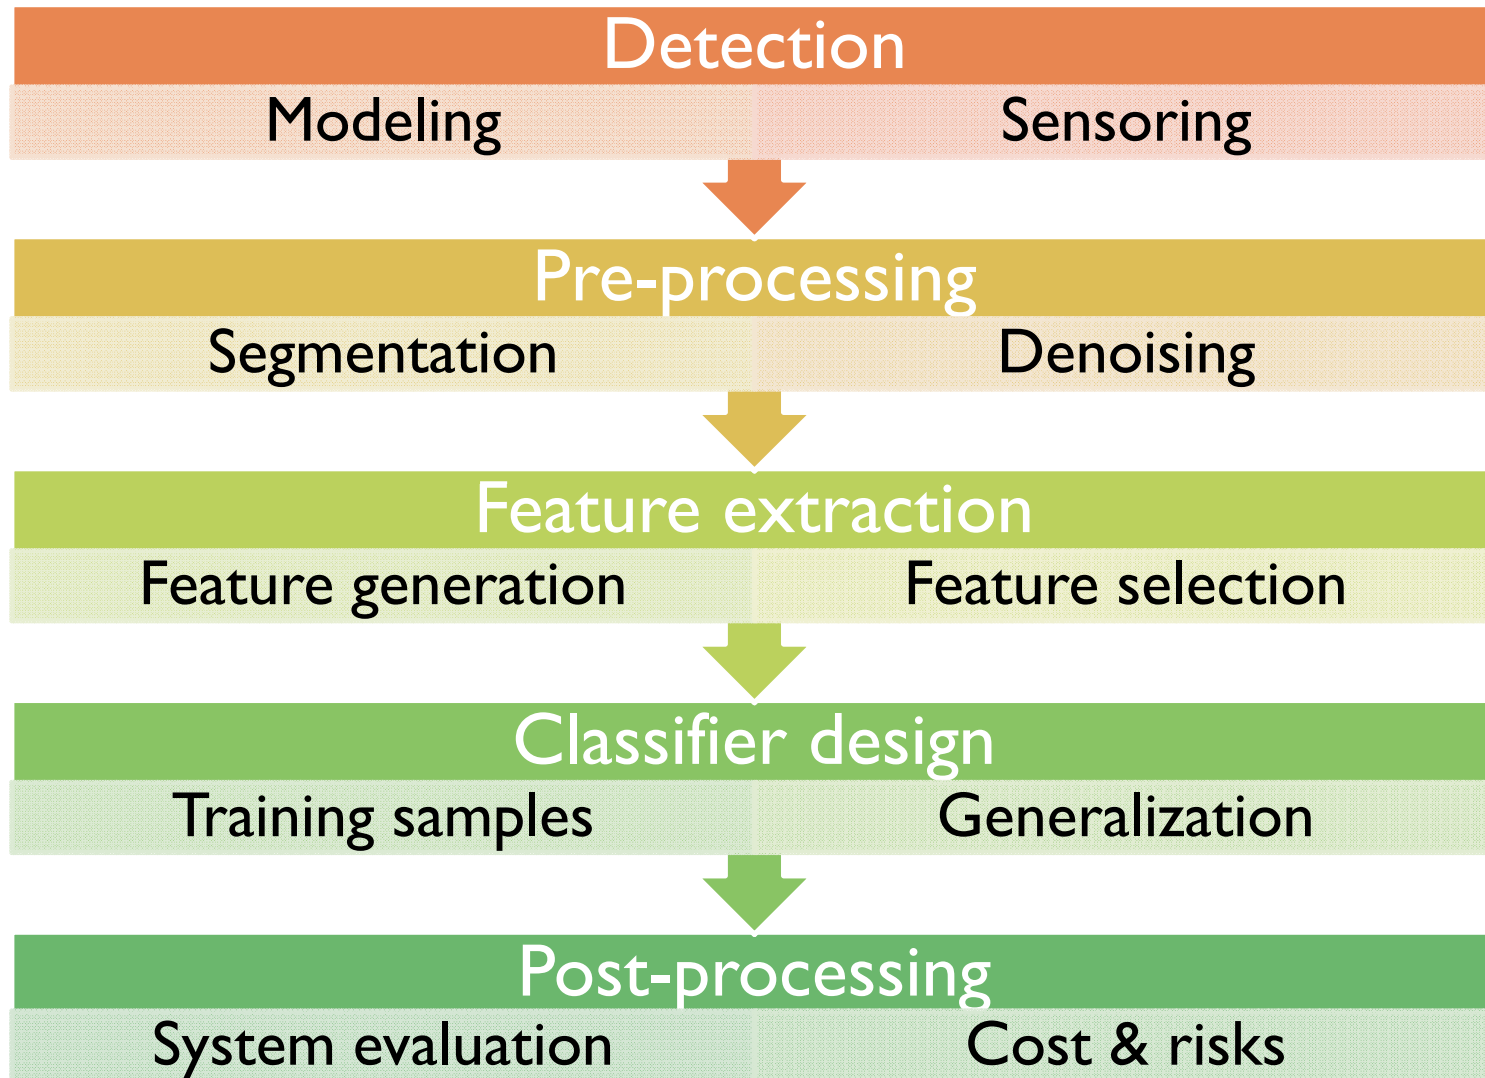 Detection
Modeling Sensoring
Pre-processing
Segmentation Denoising
Feature extraction
Feature generation Feature selection
Classifier design
Training samples Generalization
Post-processing
System evaluation Cost & risks